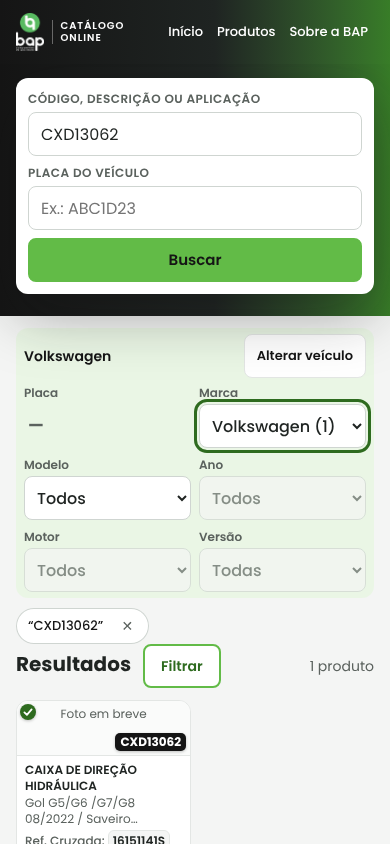 bap
CATÁLOGO
ONLINE
Início
Produtos
Sobre a BAP
CÓDIGO, DESCRIÇÃO OU APLICAÇÃO
CXD13062
PLACA DO VEÍCULO
Ex.: ABC1D23
Buscar
Volkswagen
Alterar veículo
Placa
Marca
—
Volkswagen (1)
Modelo
Ano
Todos
Todos
Motor
Versão
Todos
Todas
“CXD13062” ×
Resultados
Filtrar
1 produto
Foto em breve
CXD13062
CAIXA DE DIREÇÃO
HIDRÁULICA
Gol G5/G6 /G7/G8
08/2022 / Saveiro…
Ref. Cruzada: 16151141S